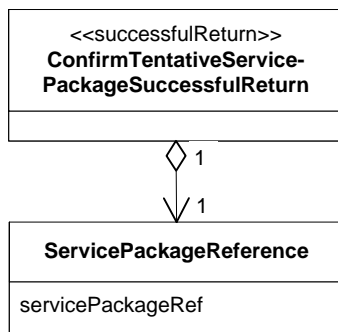 <<successfulReturn>>
ConfirmTentativeService-
PackageSuccessfulReturn
1
1
ServicePackageReference
servicePackageRef